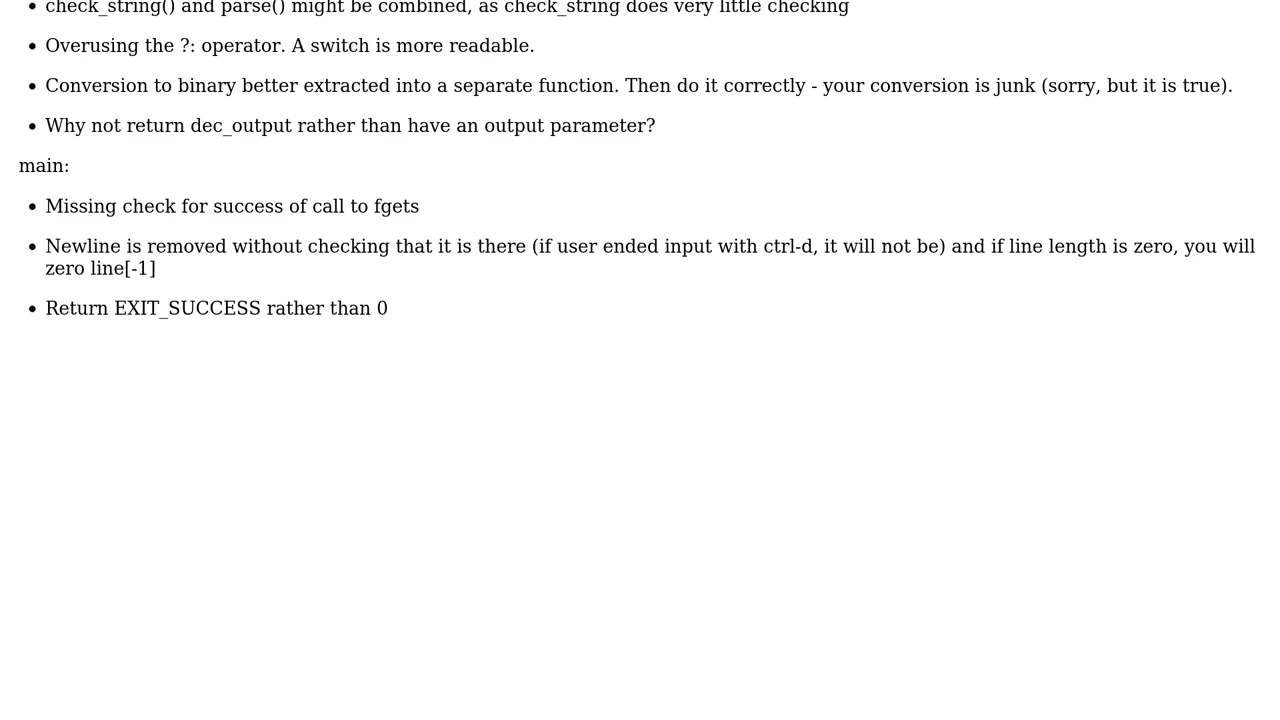 • check_string() and parse() might be combined, as check_string does very little checking
• Overusing the ?: operator. A switch is more readable.
• Conversion to binary better extracted into a separate function. Then do it correctly - your conversion is junk (sorry, but it is true).
• Why not return dec_output rather than have an output parameter?
main:
• Missing check for success of call to fgets
• Newline is removed without checking that it is there (if user ended input with ctrl-d, it will not be) and if line length is zero, you will
zero line[-1]
• Return EXIT_SUCCESS rather than 0